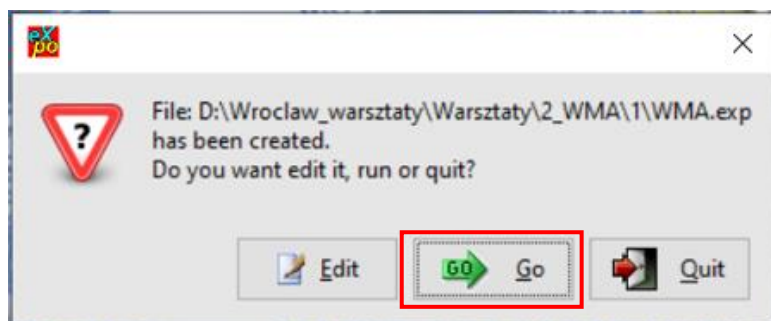 eXpo
File: D:\Wroclaw_warsztaty\Warsztaty\2_WMA\1\WMA.exp
has been created.
Do you want edit it, run or quit?
?
Edit
GO Go
Quit